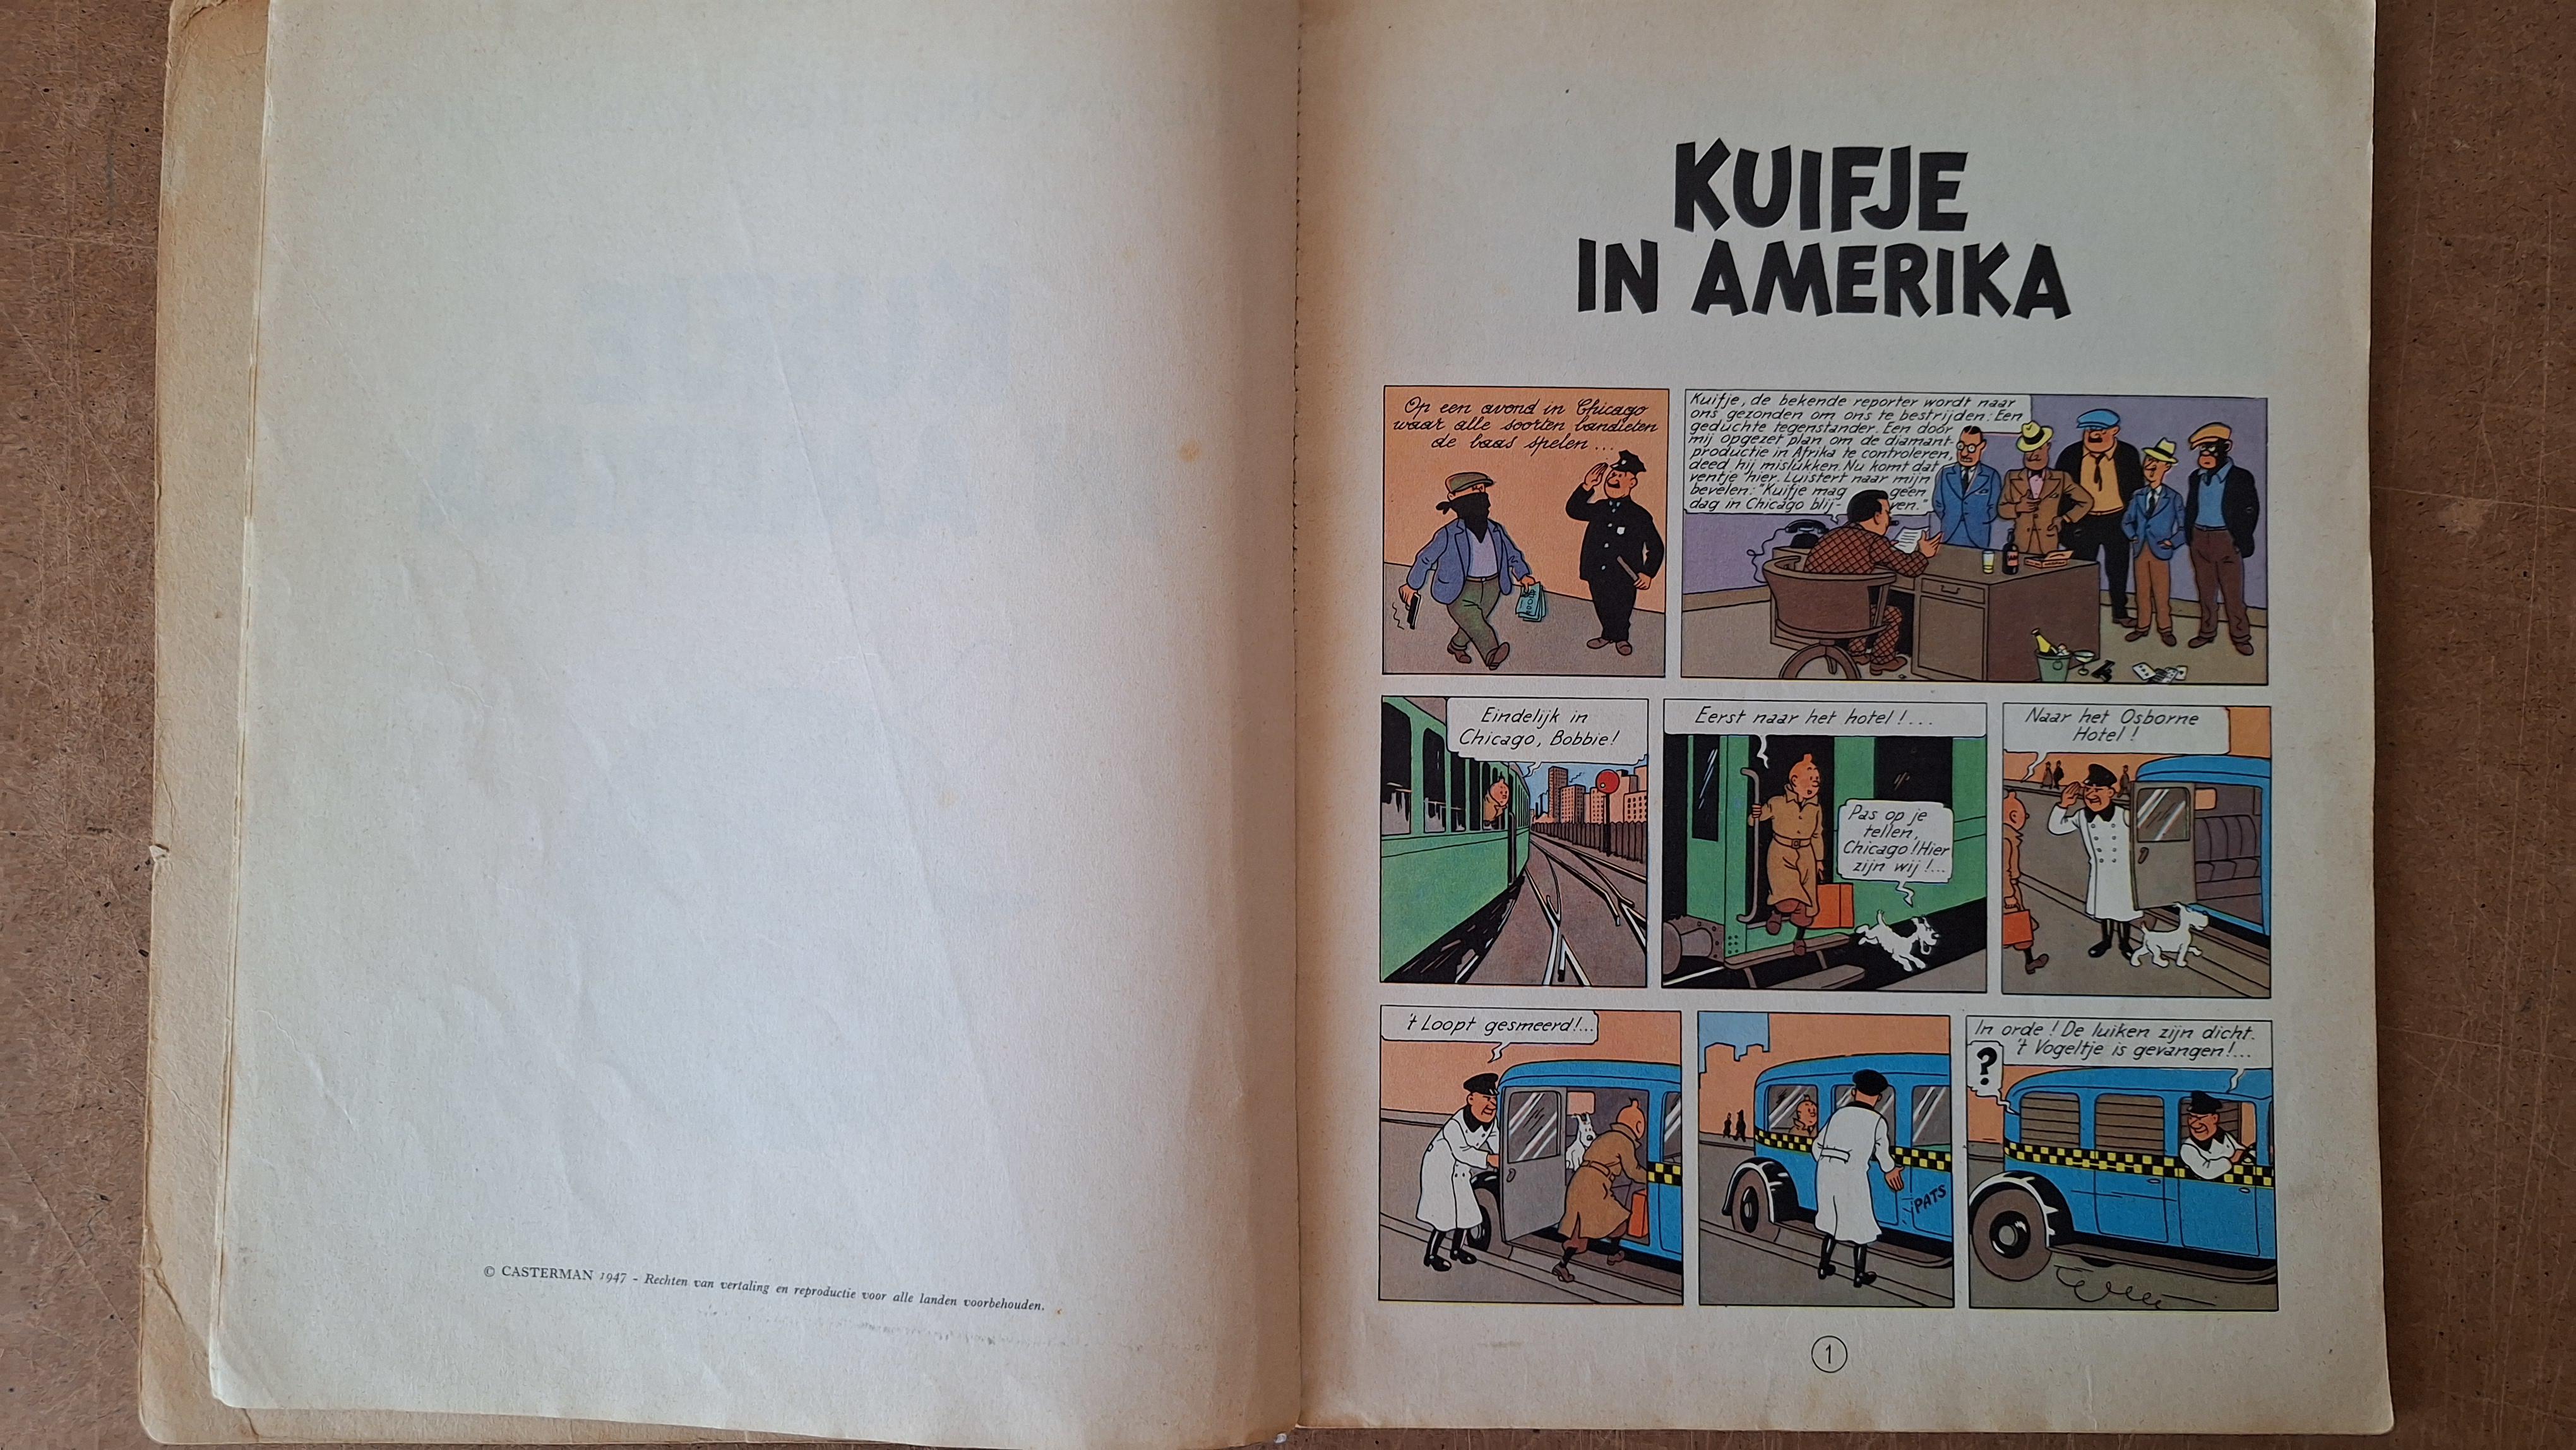 © CASTERMAN 1947 - Rechten van vertaling en reproductie voor alle landen voorbehouden.
KUIFJE
IN AMERIKA
Op een avond in Chicago
waar alle soorten bandieten
de baas spelen ...
Kuifje, de bekende reporter wordt naar
ons gezonden om ons te bestrijden. Een
geduchte tegenstander. Een door
mij opgezet plan om de diamant-
productie in Afrika te controleren,
deed hij mislukken. Nu komt dat
ventje hier. Luistert naar mijn
bevelen: "Kuifje mag geen
dag in Chicago blij- ven."
Eindelijk in
Chicago, Bobbie!
Eerst naar het hotel!...
Pas op je
tellen,
Chicago! Hier
zijn wij!...
Naar het Osborne
Hotel!
't Loopt gesmeerd!...
PATS
In orde! De luiken zijn dicht.
't Vogeltje is gevangen!...
?
1